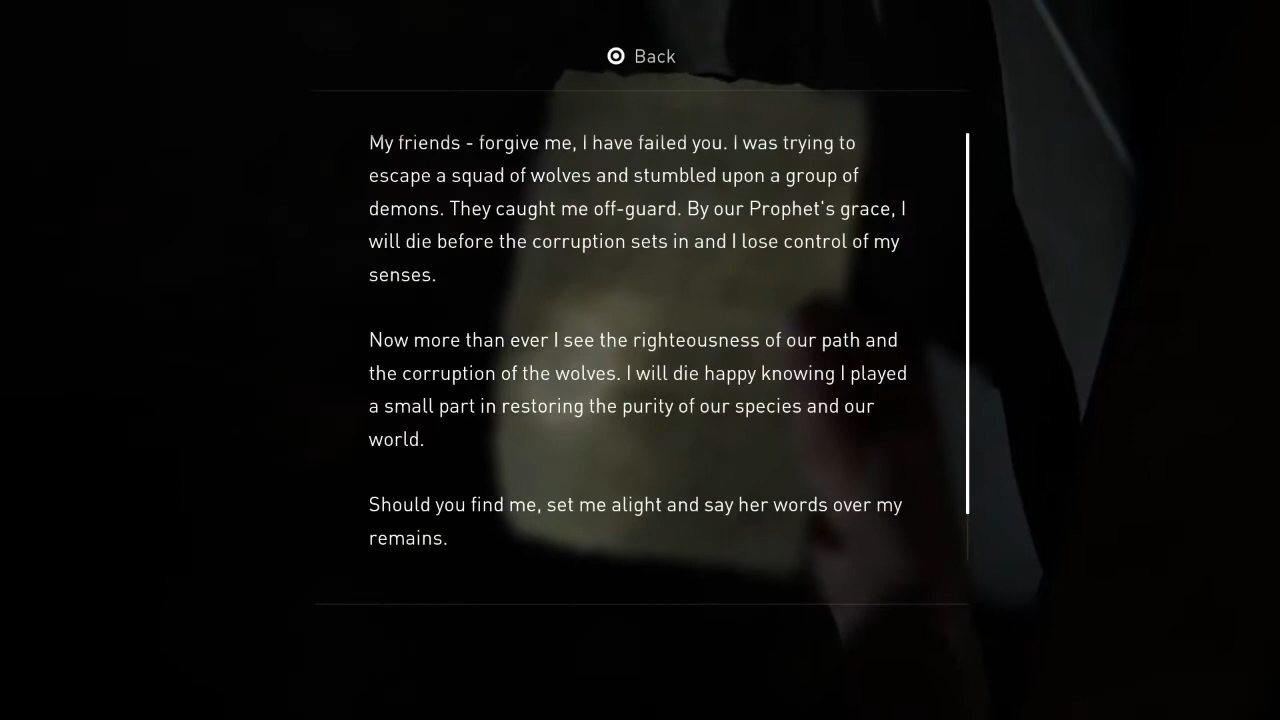 Back
My friends - forgive me, I have failed you. I was trying to
escape a squad of wolves and stumbled upon a group of
demons. They caught me off-guard. By our Prophet's grace, I
will die before the corruption sets in and I lose control of my
senses.
Now more than ever I see the righteousness of our path and
the corruption of the wolves. I will die happy knowing I played
a small part in restoring the purity of our species and our
world.
Should you find me, set me alight and say her words over my
remains.